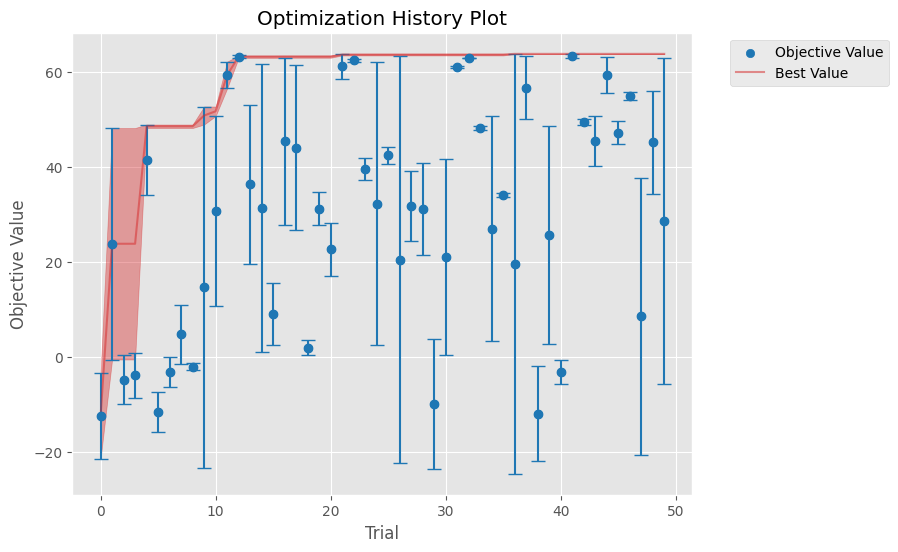 Optimization History Plot
Objective Value
Best Value
Objective Value
60
40
20
0
−20
0 10 20 30 40 50
Trial